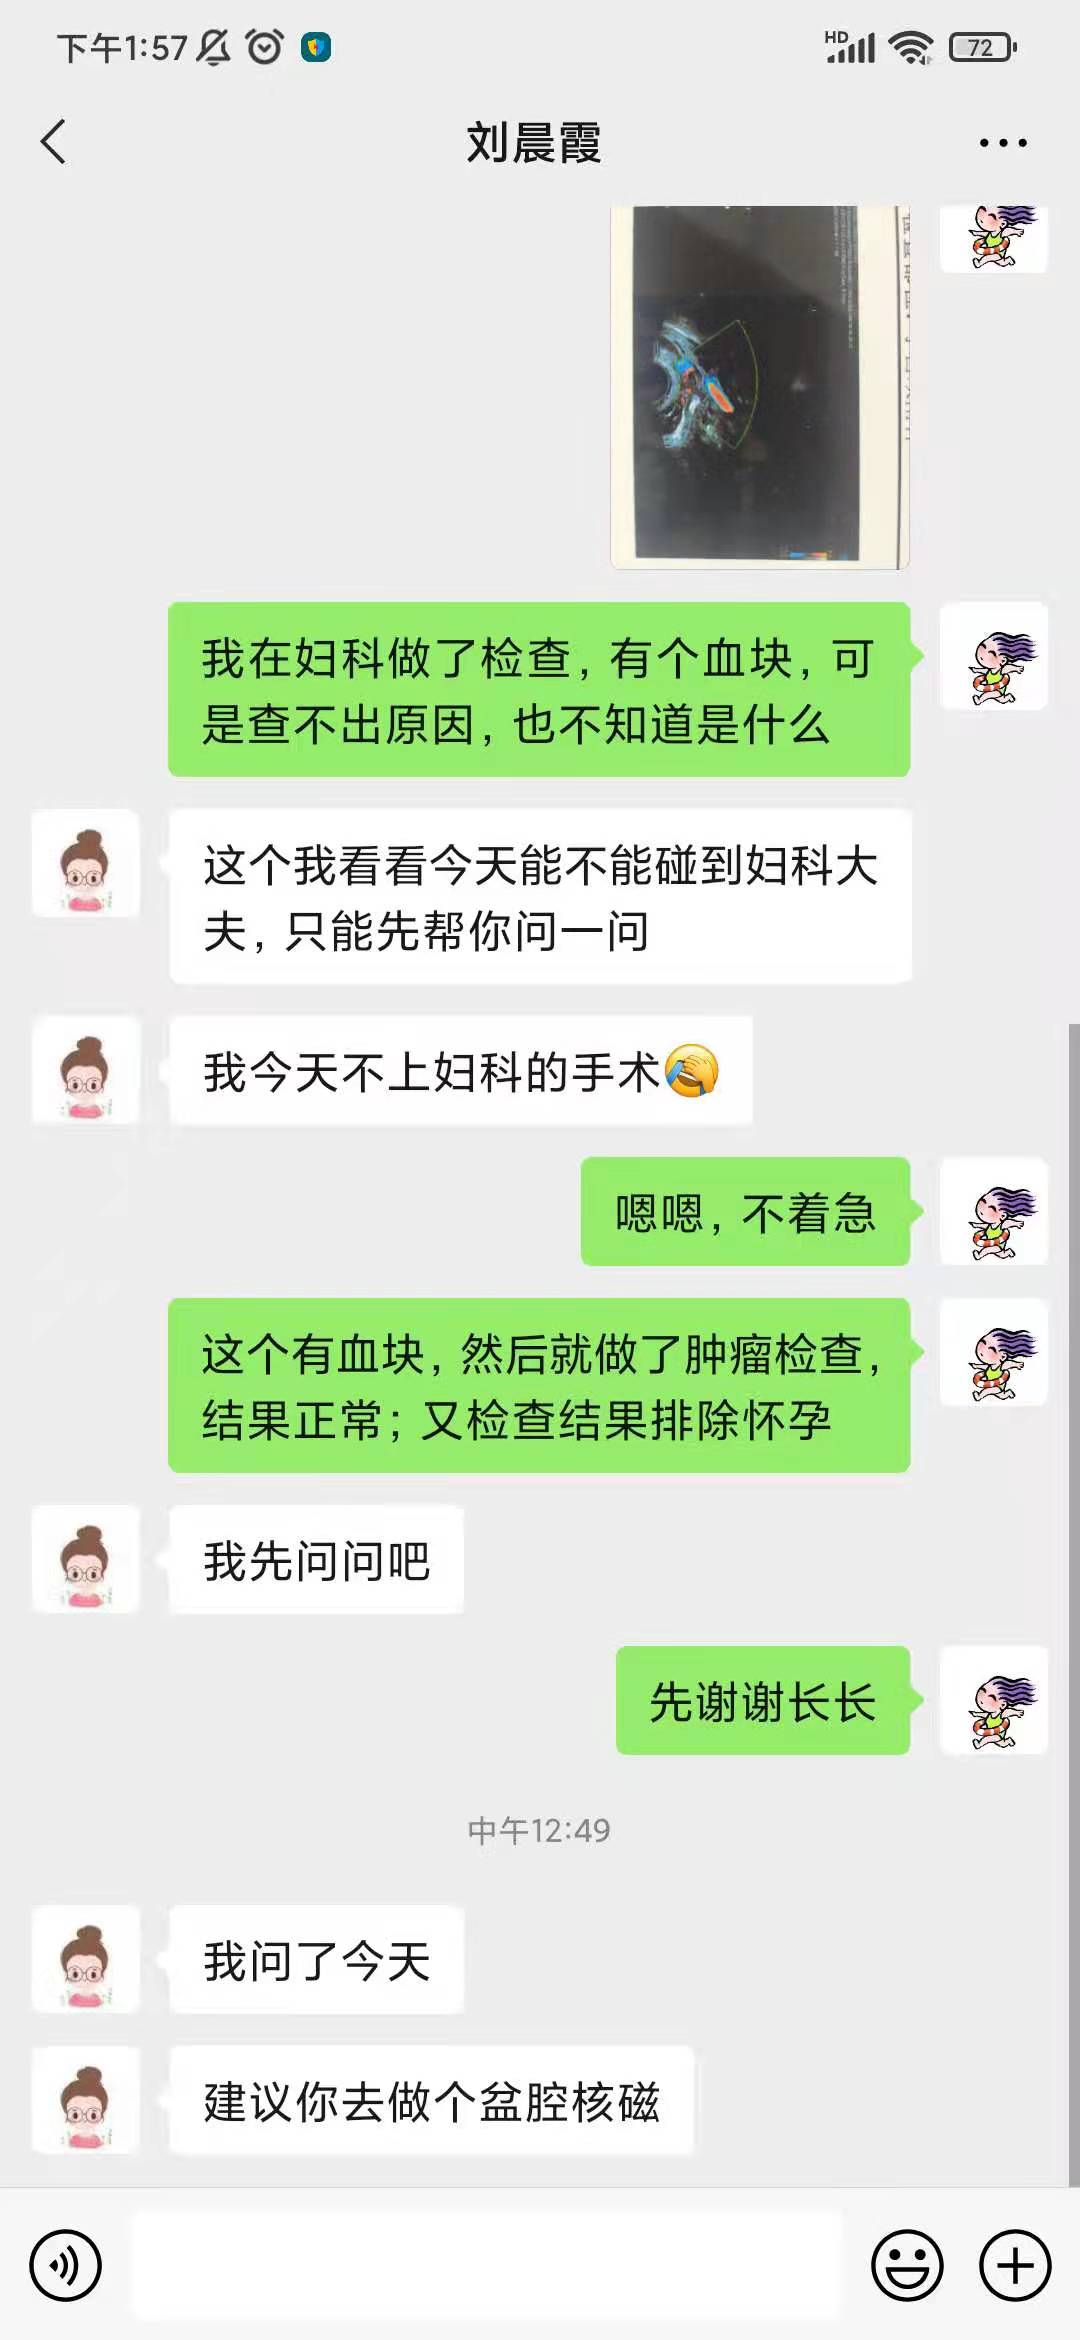 下午1:57
HD
72
刘晨霞
我在妇科做了检查,有个血块,可
是查不出原因,也不知道是什么
这个我看看今天能不能碰到妇科大
夫,只能先帮你问一问
我今天不上妇科的手术🤦
嗯嗯,不着急
这个有血块,然后就做了肿瘤检查,
结果正常;又检查结果排除怀孕
我先问问吧
先谢谢长长
中午12:49
我问了今天
建议你去做个盆腔核磁